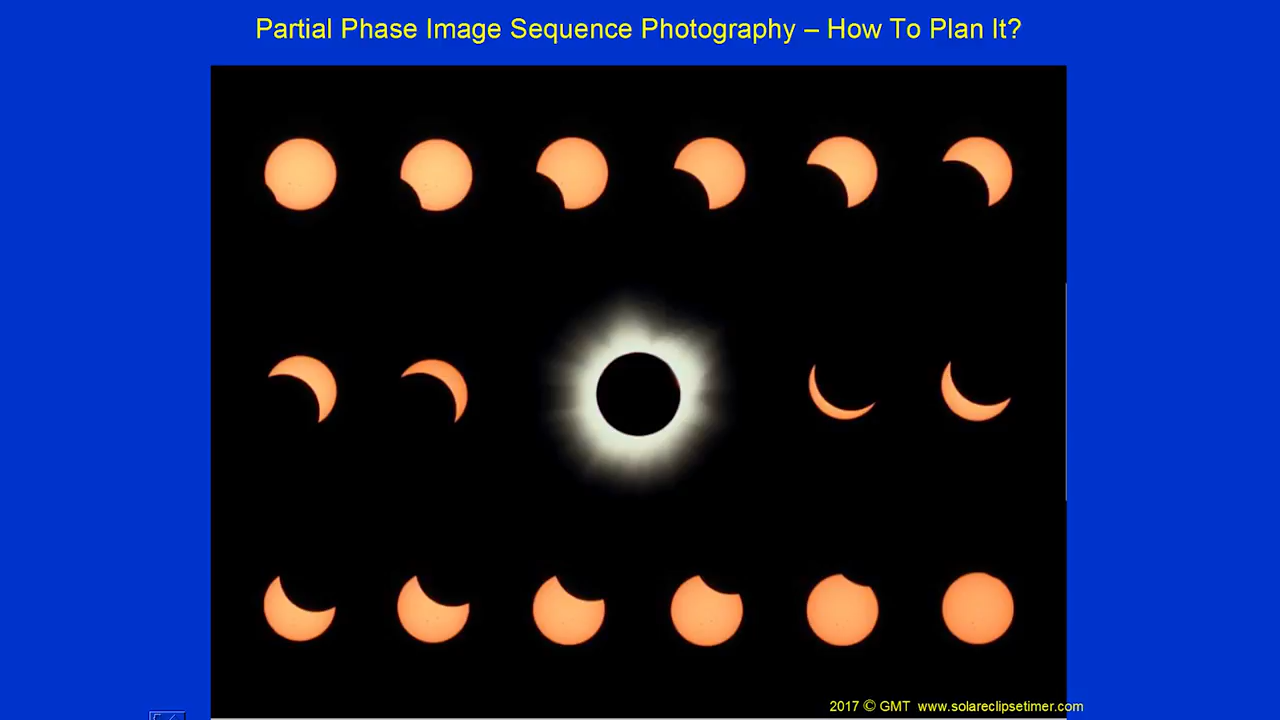 Partial Phase Image Sequence Photography – How To Plan It?
2017 © GMT www.solareclipsetimer.com